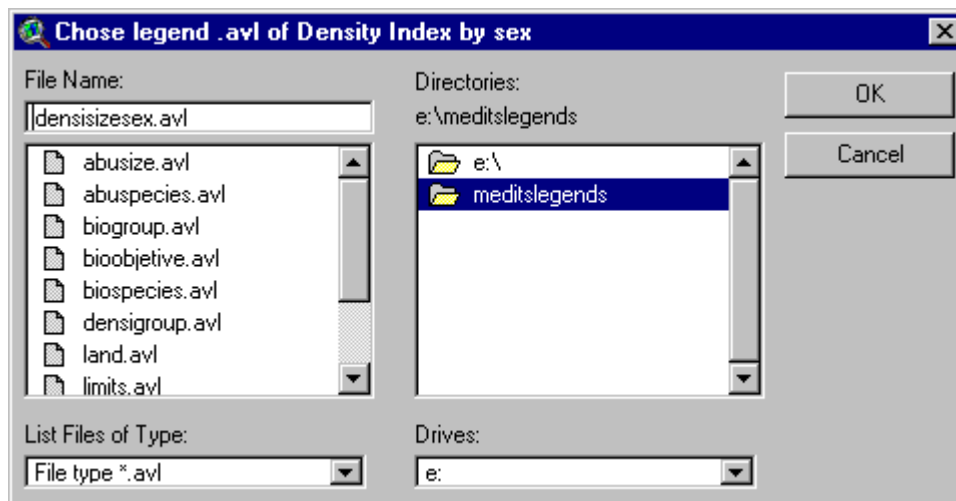 Chose legend .avl of Density Index by sex
File Name:
densisizesex.avl
abusize.avl
abuspecies.avl
biogroup.avl
bioobjetive.avl
biospecies.avl
densigroup.avl
land.avl
limits.avl
List Files of Type:
File type *.avl
Directories:
e:\meditslegends
e:\
meditslegends
Drives:
e:
OK
Cancel